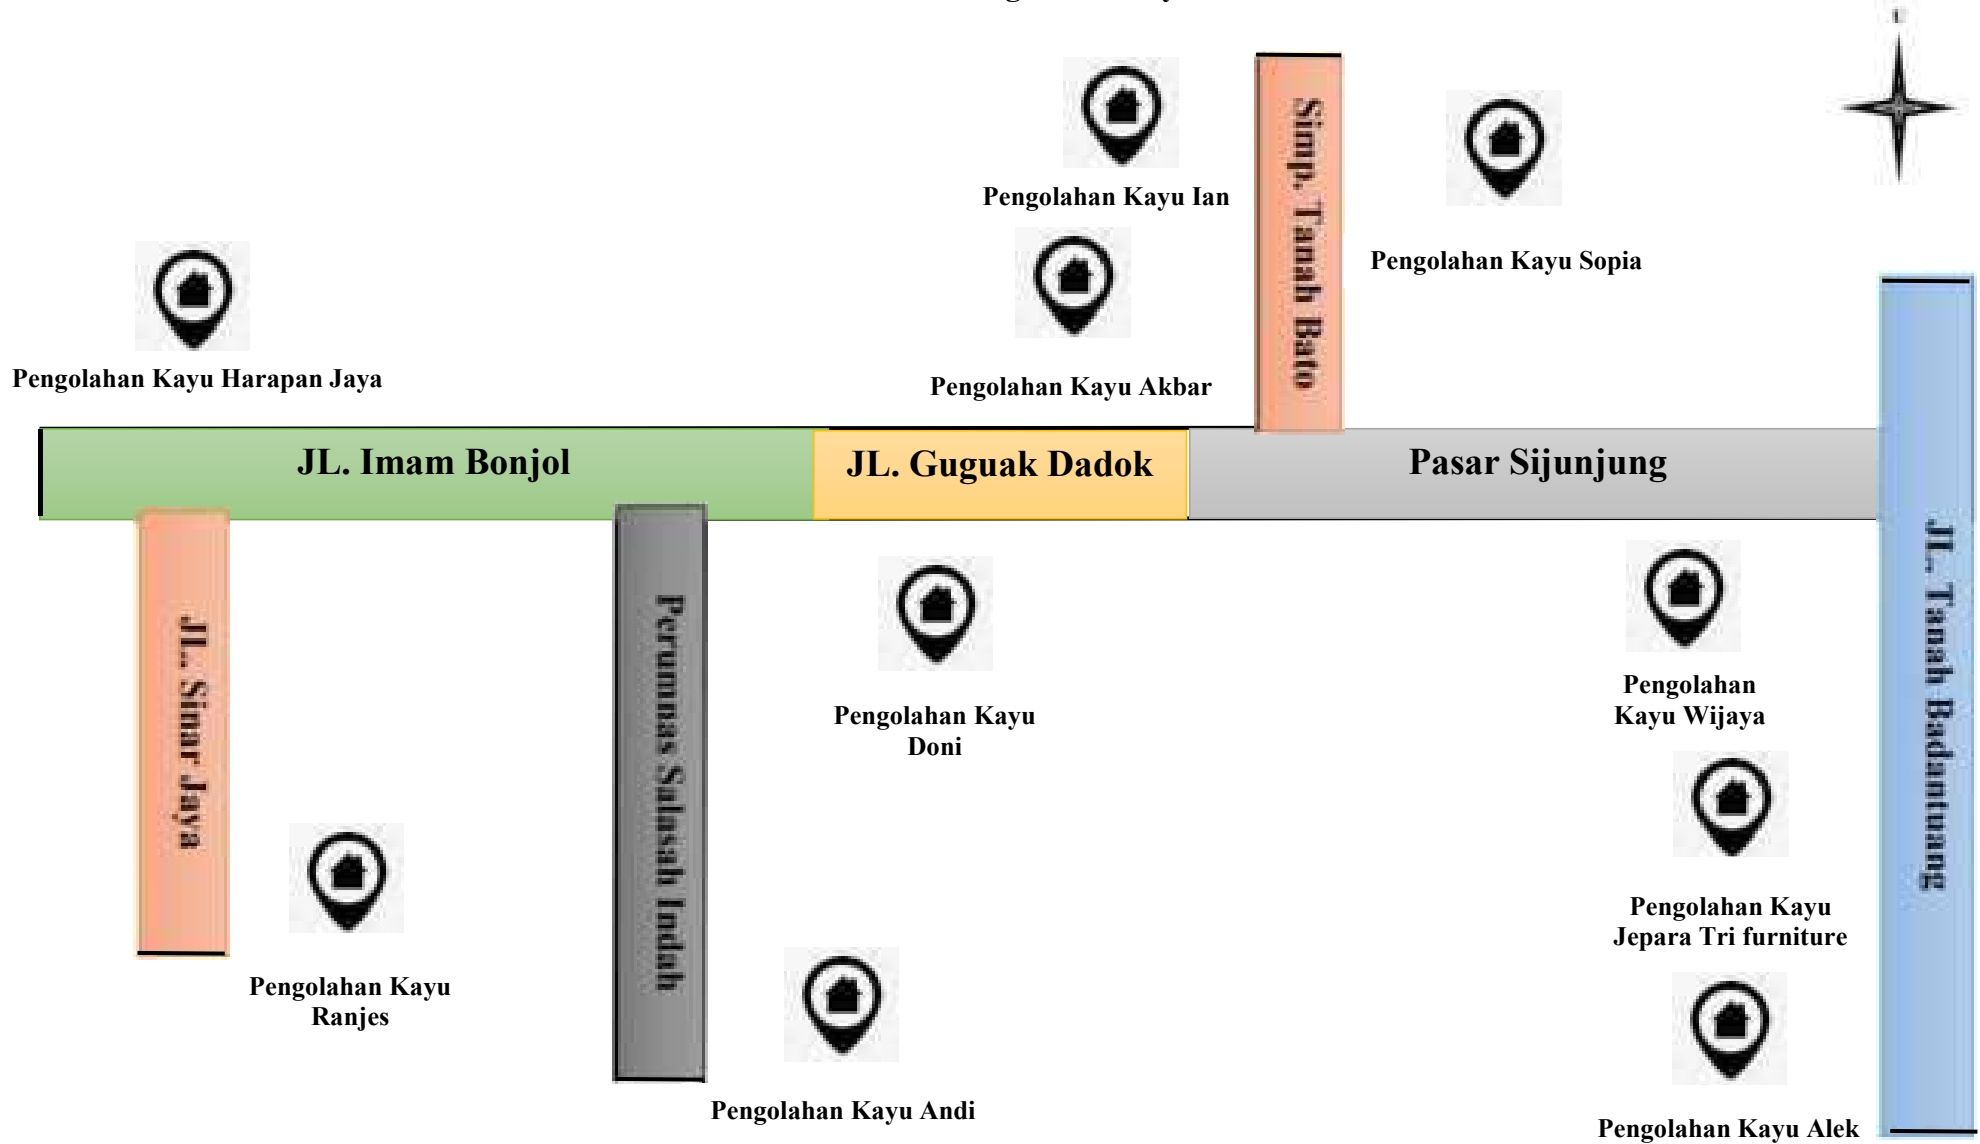 U
Pengolahan Kayu Ian
Simp. Tanah Bato
Pengolahan Kayu Sopia
Pengolahan Kayu Harapan Jaya
Pengolahan Kayu Akbar
JL. Imam Bonjol
JL. Guguak Dadok
Pasar Sijunjung
JL. Sinar Jaya
Perumnas Salasah Indah
Pengolahan Kayu
Doni
Pengolahan
Kayu Wijaya
JL. Tanah Badantuang
Pengolahan Kayu
Jepara Tri furniture
Pengolahan Kayu
Ranjes
Pengolahan Kayu Andi
Pengolahan Kayu Alek